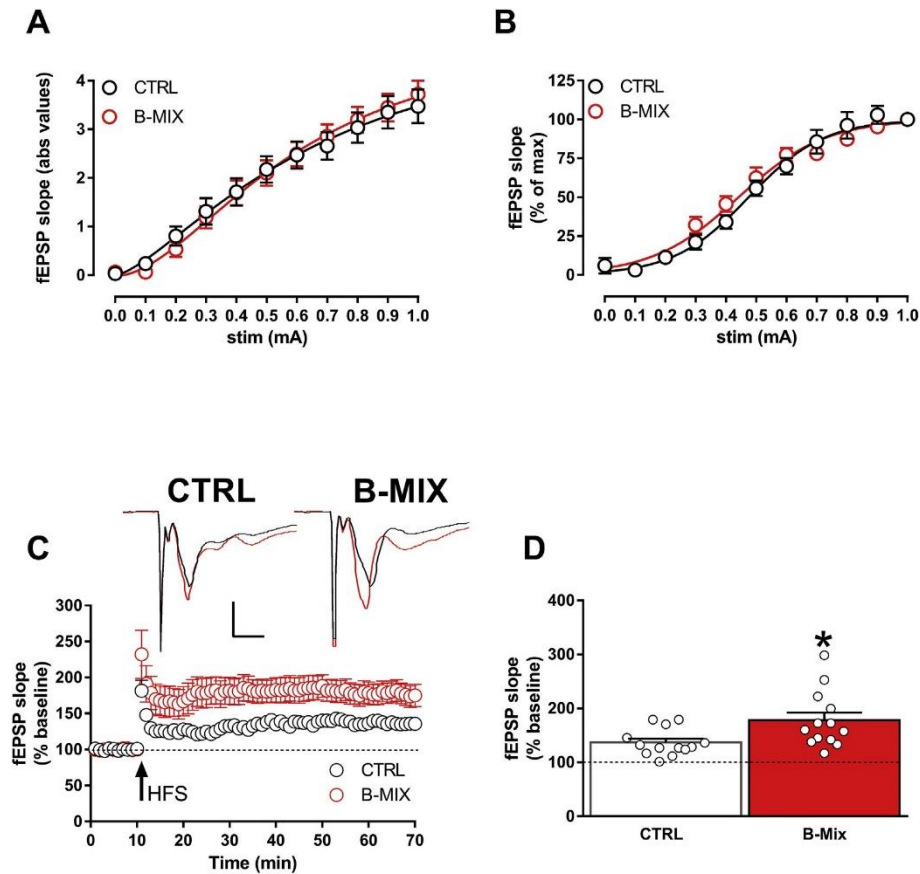 A
CTRL
B-MIX
fEPSP slope (abs values)
4
3
2
1
0
0.0 0.1 0.2 0.3 0.4 0.5 0.6 0.7 0.8 0.9 1.0
stim (mA)
B
CTRL
B-MIX
fEPSP slope
(% of max)
125
100
75
50
25
0
0.0 0.1 0.2 0.3 0.4 0.5 0.6 0.7 0.8 0.9 1.0
stim (mA)
CTRL
B-MIX
C
fEPSP slope
(% baseline)
300
250
200
150
100
50
0
HFS
CTRL
B-MIX
0 10 20 30 40 50 60 70
Time (min)
D
fEPSP slope
(% baseline)
400
300
200
100
0
*
CTRL
B-Mix